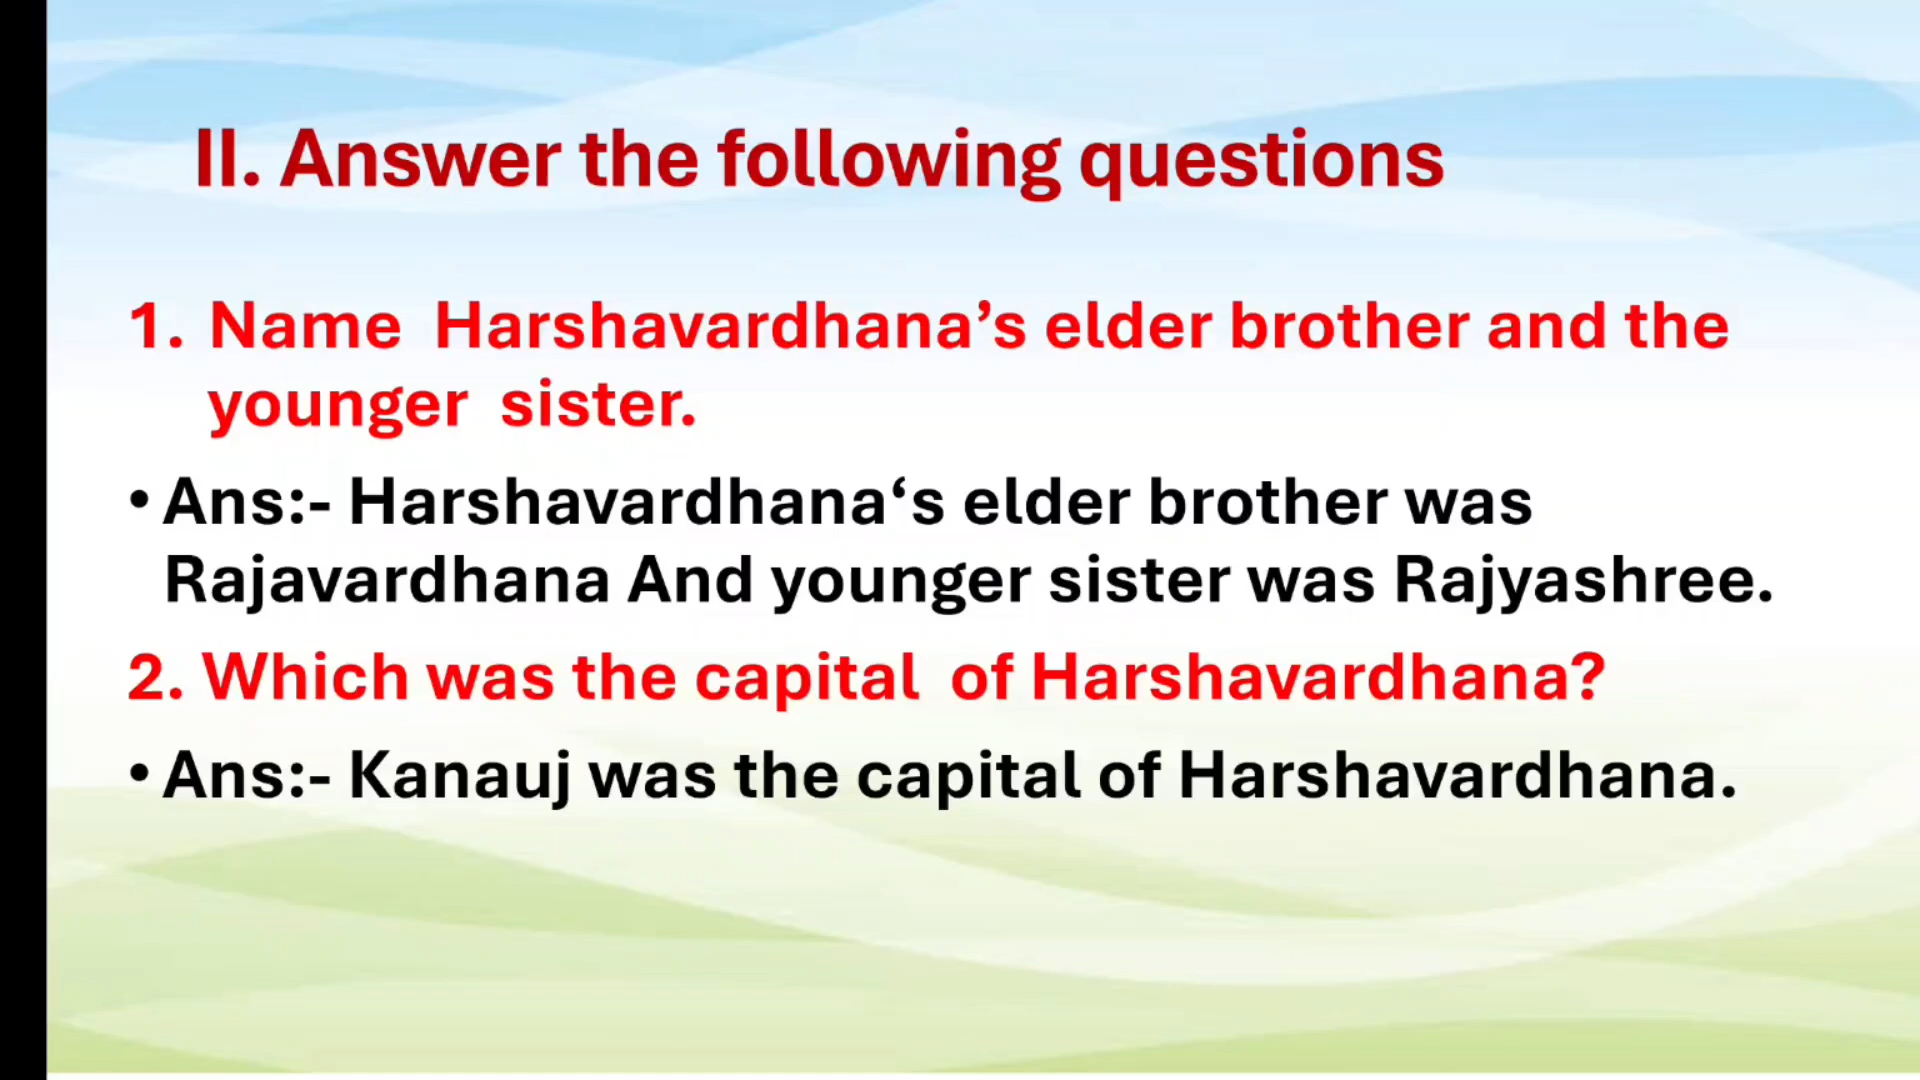 II. Answer the following questions
1. Name  Harshavardhana’s elder brother and the
younger  sister.
• Ans:- Harshavardhana‘s elder brother was
Rajavardhana And younger sister was Rajyashree.
2. Which was the capital  of Harshavardhana?
• Ans:- Kanauj was the capital of Harshavardhana.